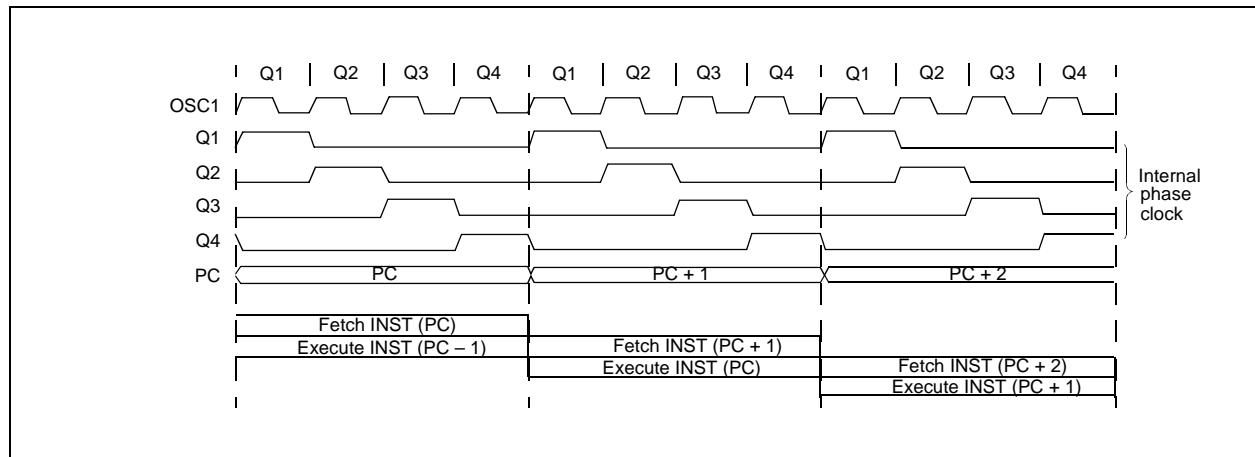 Q1 Q2 Q3 Q4 Q1 Q2 Q3 Q4 Q1 Q2 Q3 Q4
OSC1
Q1
Q2
Q3
Q4
Internal
phase
clock
PC PC PC + 1 PC + 2
Fetch INST (PC)
Execute INST (PC – 1) Fetch INST (PC + 1)
Execute INST (PC) Fetch INST (PC + 2)
Execute INST (PC + 1)